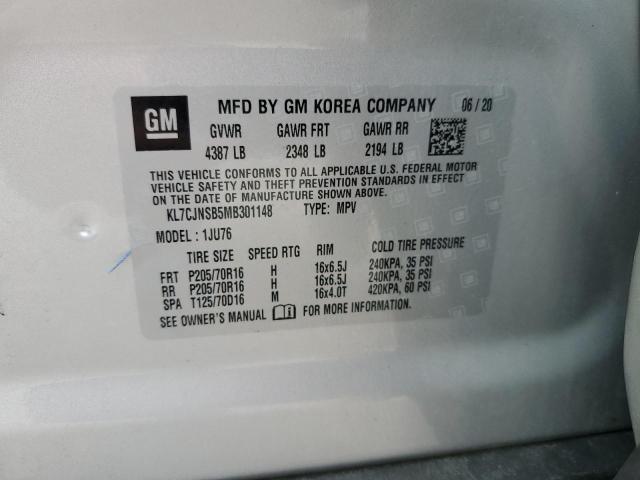 GM
MFD BY GM KOREA COMPANY 06 / 20
GVWR GAWR FRT GAWR RR
4387 LB 2348 LB 2194 LB
THIS VEHICLE CONFORMS TO ALL APPLICABLE U.S. FEDERAL MOTOR
VEHICLE SAFETY AND THEFT PREVENTION STANDARDS IN EFFECT
ON THE DATE OF MANUFACTURE SHOWN ABOVE.
KL7CJNSB5MB301148 TYPE: MPV
MODEL: 1JU76
TIRE SIZE SPEED RTG RIM COLD TIRE PRESSURE
FRT P205/70R16 H 16x6.5J 240KPA, 35 PSI
RR P205/70R16 H 16x6.5J 240KPA, 35 PSI
SPA T125/70D16 M 16x4.0T 420KPA, 60 PSI
SEE OWNER'S MANUAL FOR MORE INFORMATION.